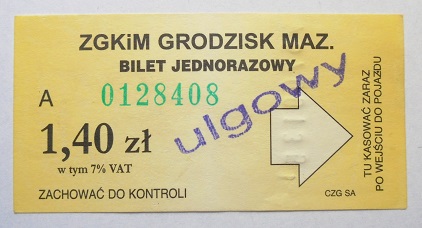 ZGKiM GRODZISK MAZ.
BILET JEDNORAZOWY
A 0128408
ulgowy
1,40 zł
w tym 7% VAT
ZACHOWAĆ DO KONTROLI
CZG SA
TU KASOWAĆ ZARAZ
PO WEJŚCIU DO POJAZDU